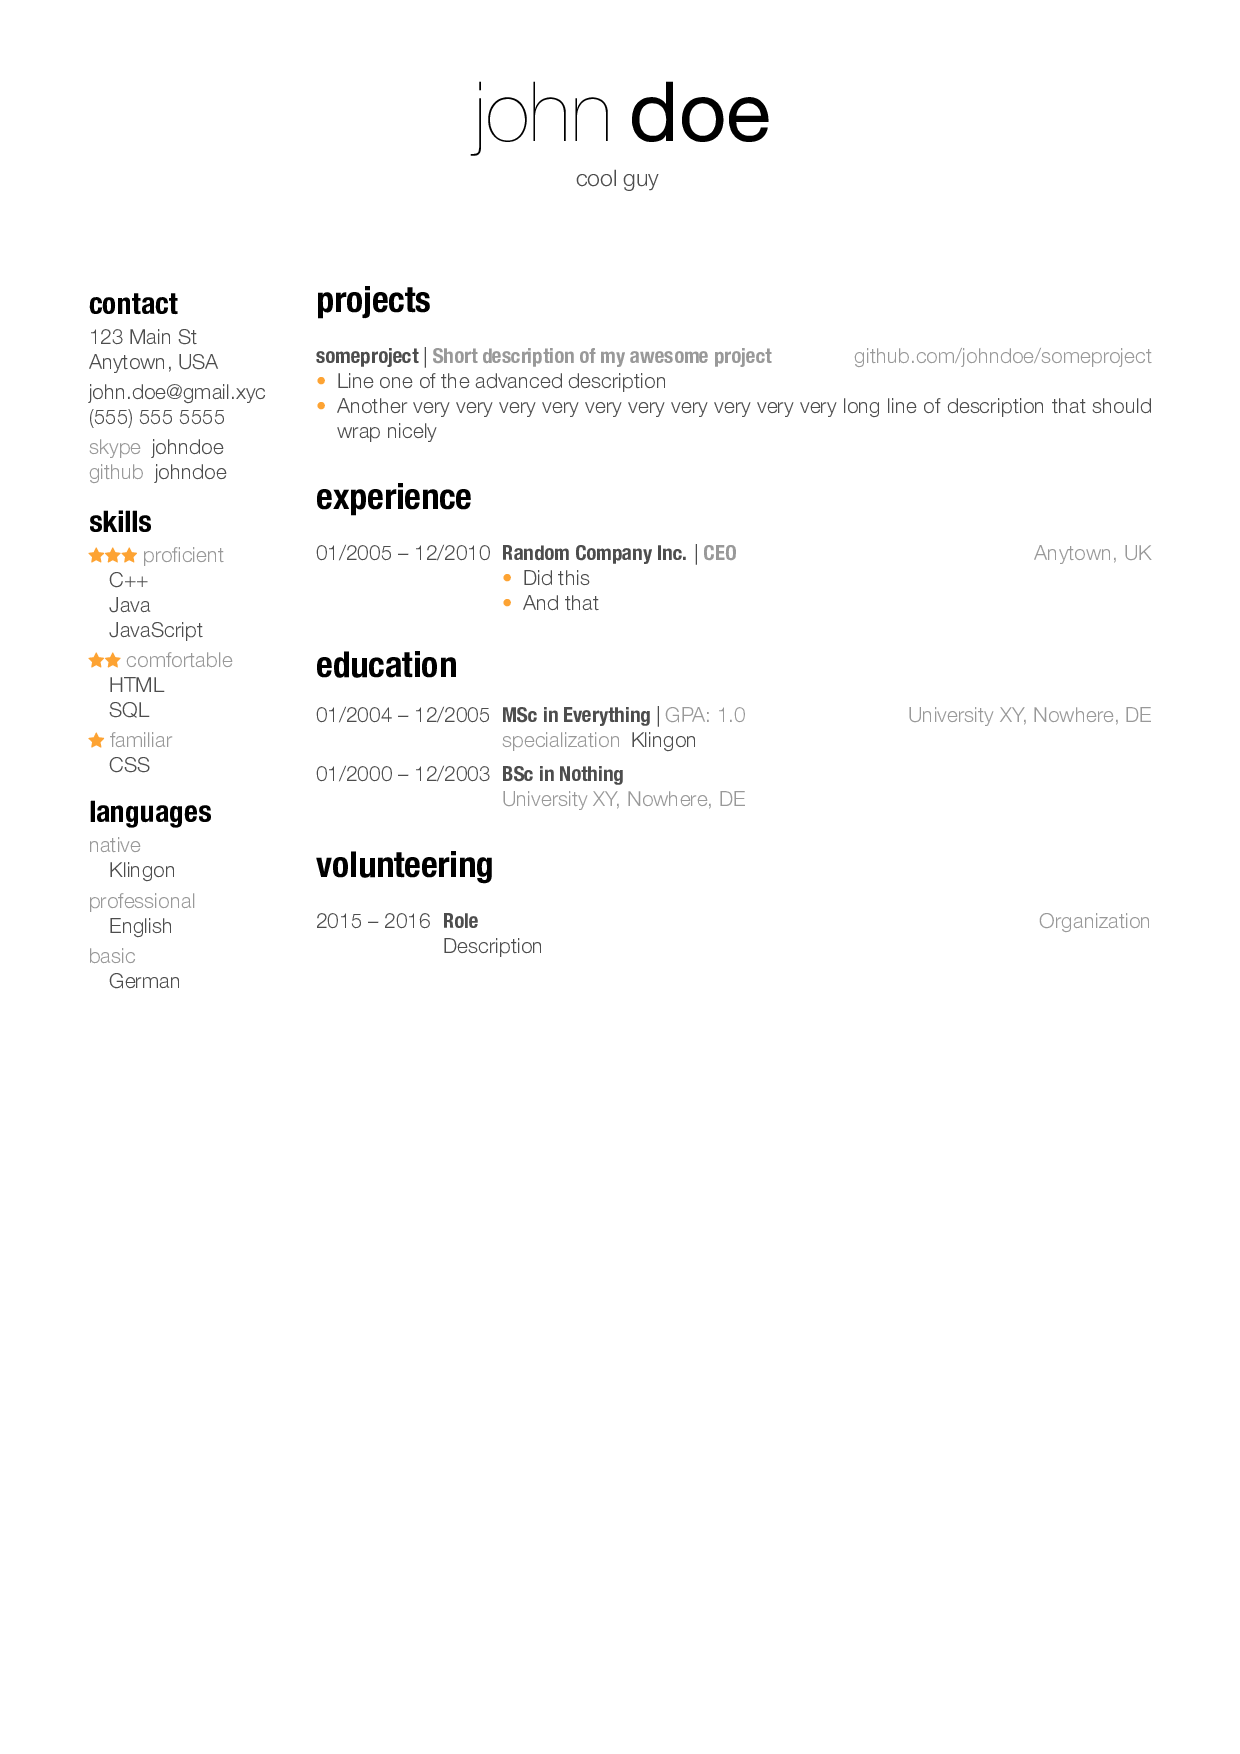 john doe
cool guy
contact
123 Main St
Anytown, USA
john.doe@gmail.xyc
(555) 555 5555
skype johndoe
github johndoe
skills
★★★ proficient
C++
Java
JavaScript
★★ comfortable
HTML
SQL
★ familiar
CSS
languages
native
Klingon
professional
English
basic
German
projects
someproject | Short description of my awesome project github.com/johndoe/someproject
• Line one of the advanced description
• Another very very very very very very very very very very long line of description that should
wrap nicely
experience
01/2005 – 12/2010 Random Company Inc. | CEO Anytown, UK
• Did this
• And that
education
01/2004 – 12/2005 MSc in Everything | GPA: 1.0 University XY, Nowhere, DE
specialization Klingon
01/2000 – 12/2003 BSc in Nothing
University XY, Nowhere, DE
volunteering
2015 – 2016 Role Organization
Description